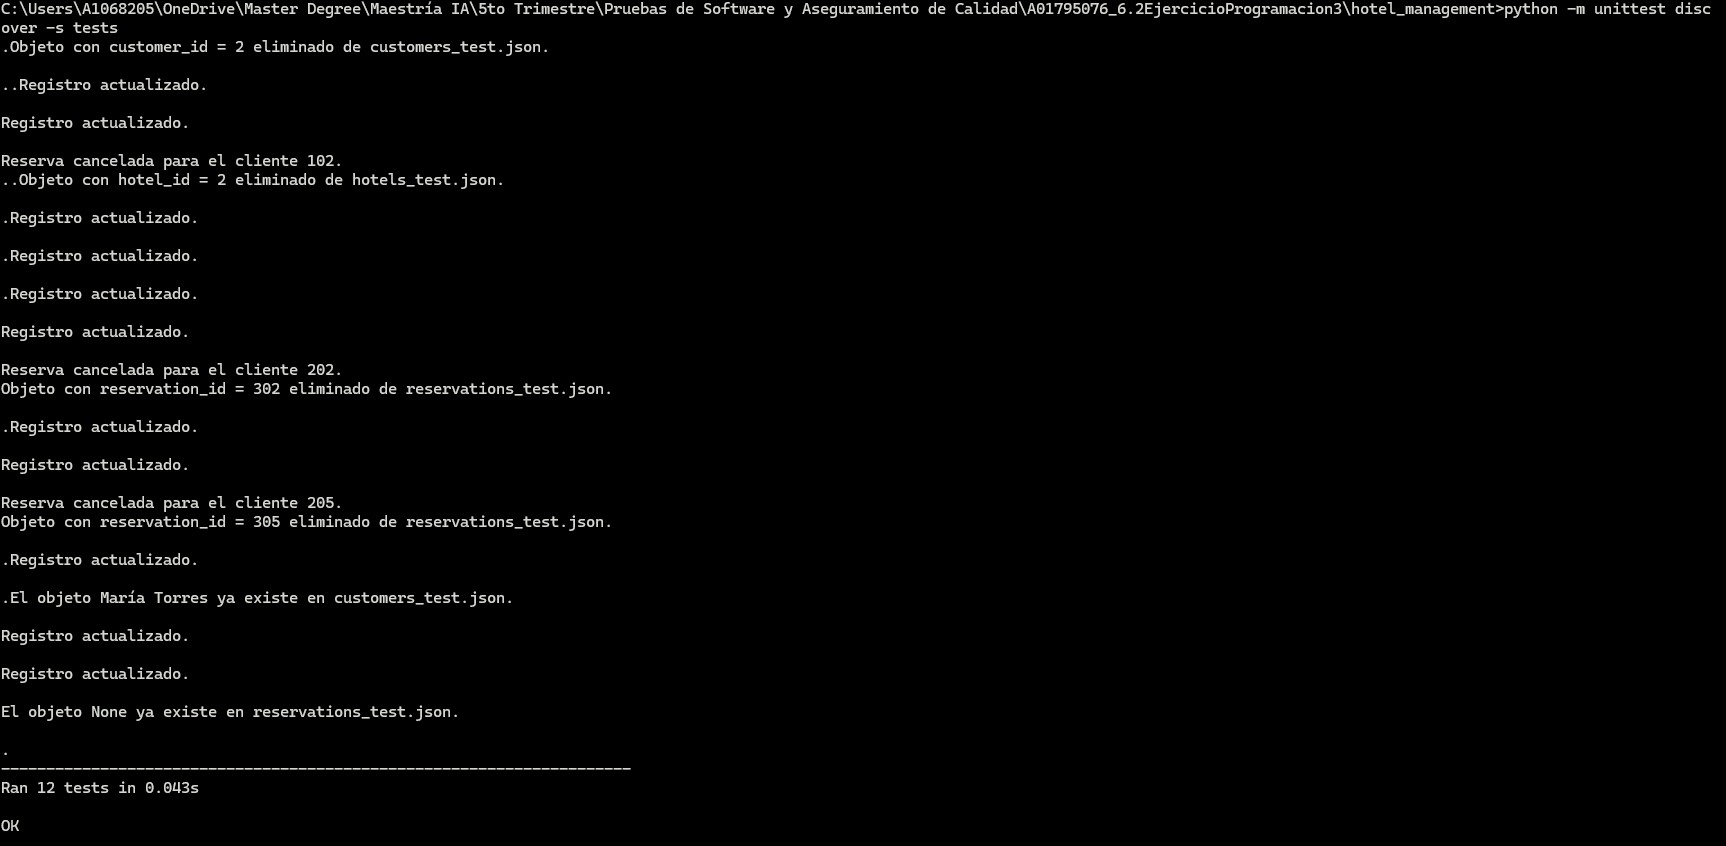 C:\Users\A1068205\OneDrive\Master Degree\Maestría IA\5to Trimestre\Pruebas de Software y Aseguramiento de Calidad\A01795076_6.2EjercicioProgramacion3\hotel_management>python -m unittest disc
over -s tests
.Objeto con customer_id = 2 eliminado de customers_test.json.
..Registro actualizado.
Registro actualizado.
Reserva cancelada para el cliente 102.
..Objeto con hotel_id = 2 eliminado de hotels_test.json.
.Registro actualizado.
.Registro actualizado.
.Registro actualizado.
Registro actualizado.
Reserva cancelada para el cliente 202.
Objeto con reservation_id = 302 eliminado de reservations_test.json.
.Registro actualizado.
Registro actualizado.
Reserva cancelada para el cliente 205.
Objeto con reservation_id = 305 eliminado de reservations_test.json.
.Registro actualizado.
.El objeto María Torres ya existe en customers_test.json.
Registro actualizado.
Registro actualizado.
El objeto None ya existe en reservations_test.json.
.
----------------------------------------------------------------------
Ran 12 tests in 0.043s
OK